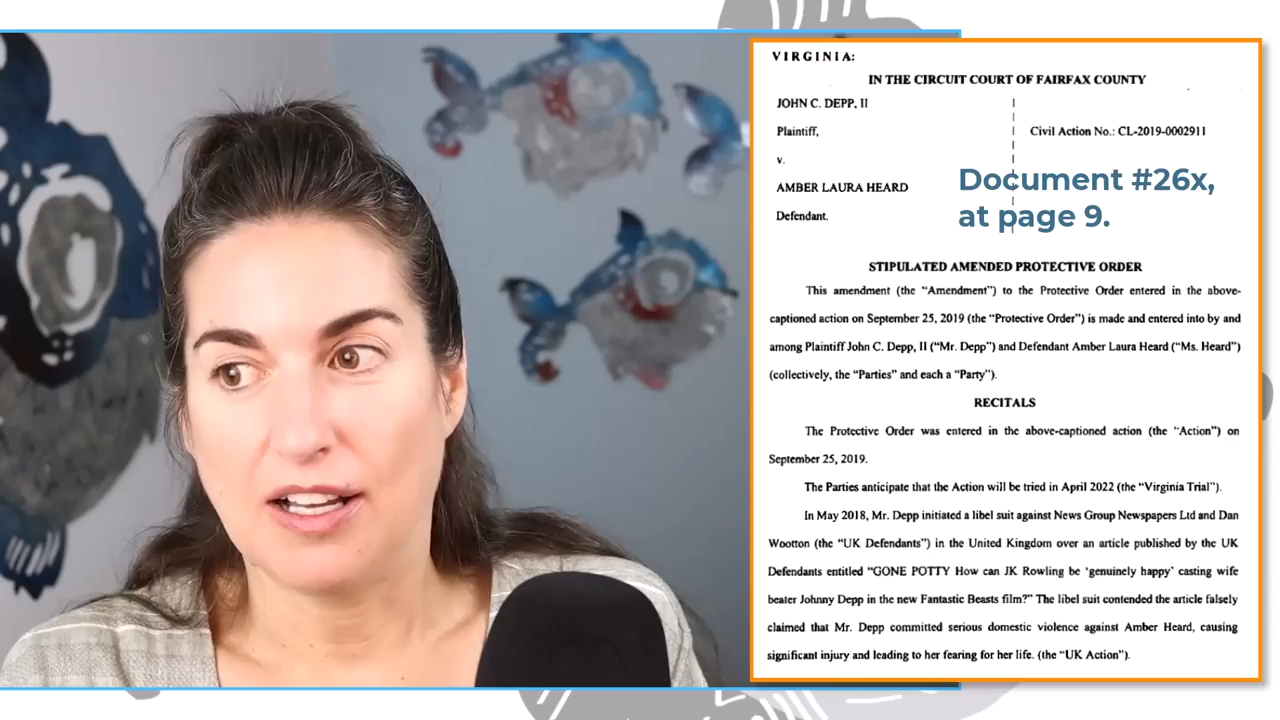 VIRGINIA:
IN THE CIRCUIT COURT OF FAIRFAX COUNTY
JOHN C. DEPP, II
Plaintiff,
Civil Action No.: CL-2019-0002911
v.
AMBER LAURA HEARD
Defendant.
Document #26x,
at page 9.
STIPULATED AMENDED PROTECTIVE ORDER
This amendment (the “Amendment”) to the Protective Order entered in the above-
captioned action on September 25, 2019 (the “Protective Order”) is made and entered into by and
among Plaintiff John C. Depp, II (“Mr. Depp”) and Defendant Amber Laura Heard (“Ms. Heard”)
(collectively, the “Parties” and each a “Party”).
RECITALS
The Protective Order was entered in the above-captioned action (the “Action”) on
September 25, 2019.
The Parties anticipate that the Action will be tried in April 2022 (the “Virginia Trial”).
In May 2018, Mr. Depp initiated a libel suit against News Group Newspapers Ltd and Dan
Wootton (the “UK Defendants”) in the United Kingdom over an article published by the UK
Defendants entitled “GONE POTTY How can JK Rowling be ‘genuinely happy’ casting wife
beater Johnny Depp in the new Fantastic Beasts film?” The libel suit contended the article falsely
claimed that Mr. Depp committed serious domestic violence against Amber Heard, causing
significant injury and leading to her fearing for her life. (the “UK Action”).